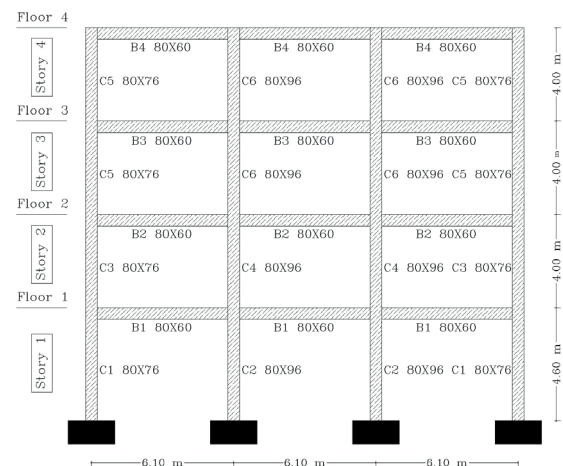 Floor 4
B4 80X60 B4 80X60 B4 80X60
Story 4
C5 80X76 C6 80X96 C6 80X96 C5 80X76
4.00 m
Floor 3
B3 80X60 B3 80X60 B3 80X60
Story 3
C5 80X76 C6 80X96 C6 80X96 C5 80X76
4.00 m
Floor 2
B2 80X60 B2 80X60 B2 80X60
Story 2
C3 80X76 C4 80X96 C4 80X96 C3 80X76
4.00 m
Floor 1
B1 80X60 B1 80X60 B1 80X60
Story 1
C1 80X76 C2 80X96 C2 80X96 C1 80X76
4.60 m
6.10 m 6.10 m 6.10 m